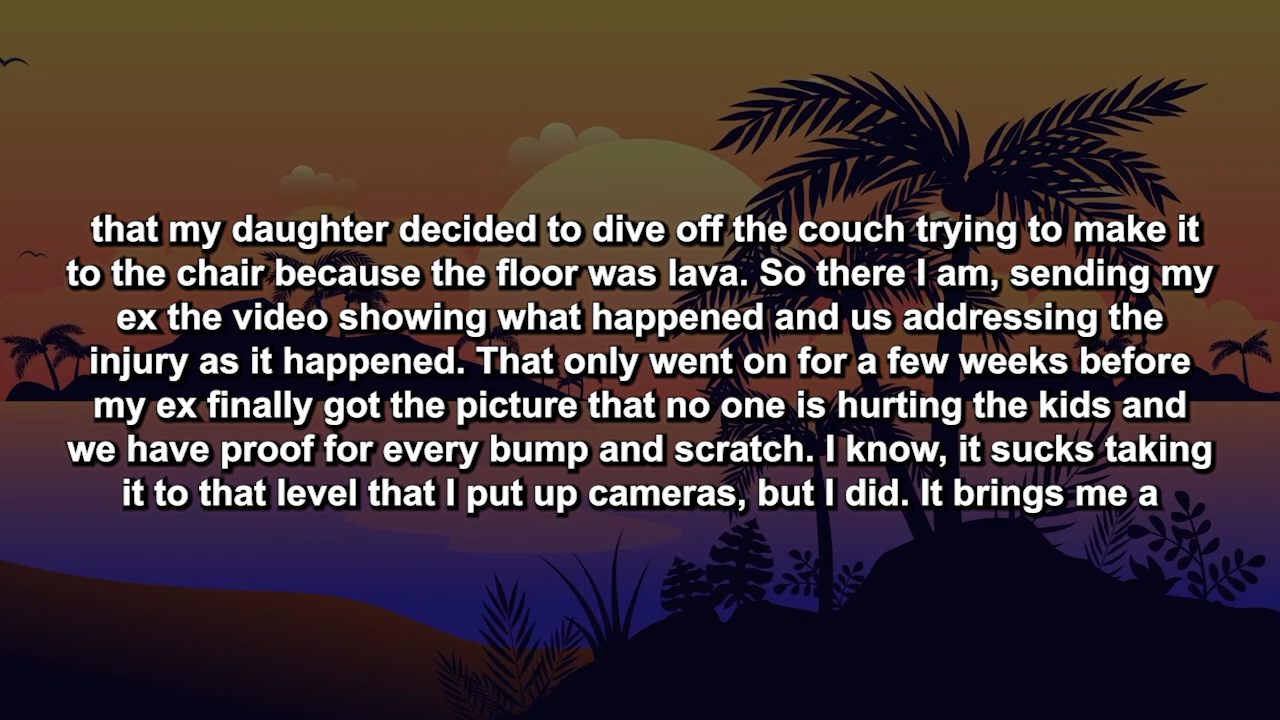 that my daughter decided to dive off the couch trying to make it
to the chair because the floor was lava. So there I am, sending my
ex the video showing what happened and us addressing the
injury as it happened. That only went on for a few weeks before
my ex finally got the picture that no one is hurting the kids and
we have proof for every bump and scratch. I know, it sucks taking
it to that level that I put up cameras, but I did. It brings me a